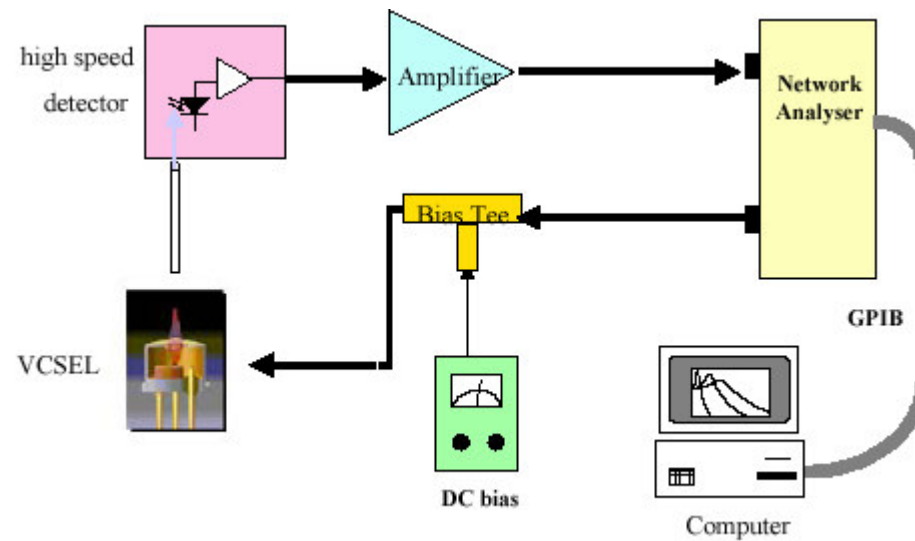 high speed
detector
Amplifier
Network
Analyser
Bias Tee
GPIB
VCSEL
DC bias
Computer